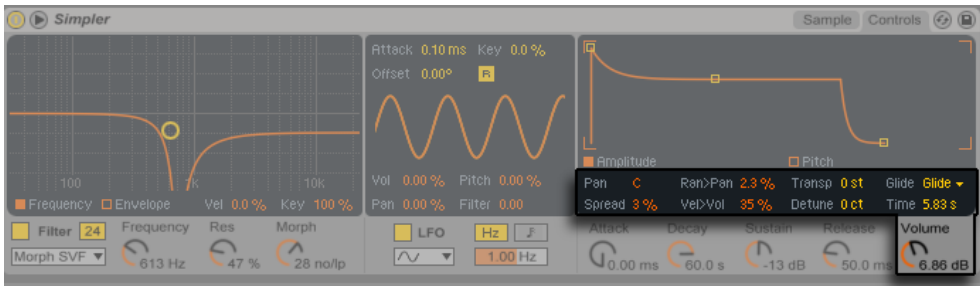 Simpler Sample Controls
Attack 0.10 ms Key 0.0 %
Offset 0.00° R
100 1K 10K
Frequency Envelope Vel 0.0 % Key 100 %
Vol 0.00 % Pitch 0.00 %
Pan 0.00 % Filter 0.00
Amplitude Pitch
Pan C Ran>Pan 2.3 % Transp 0 st Glide Glide
Spread 3 % Vel>Vol 35 % Detune 0 ct Time 5.83 s
Filter 24 Frequency Res Morph
Morph SVF 613 Hz 47 % 28 no/lp
LFO Hz
1.00 Hz
Attack Decay Sustain Release Volume
0.00 ms 60.0 s -13 dB 50.0 ms 6.86 dB